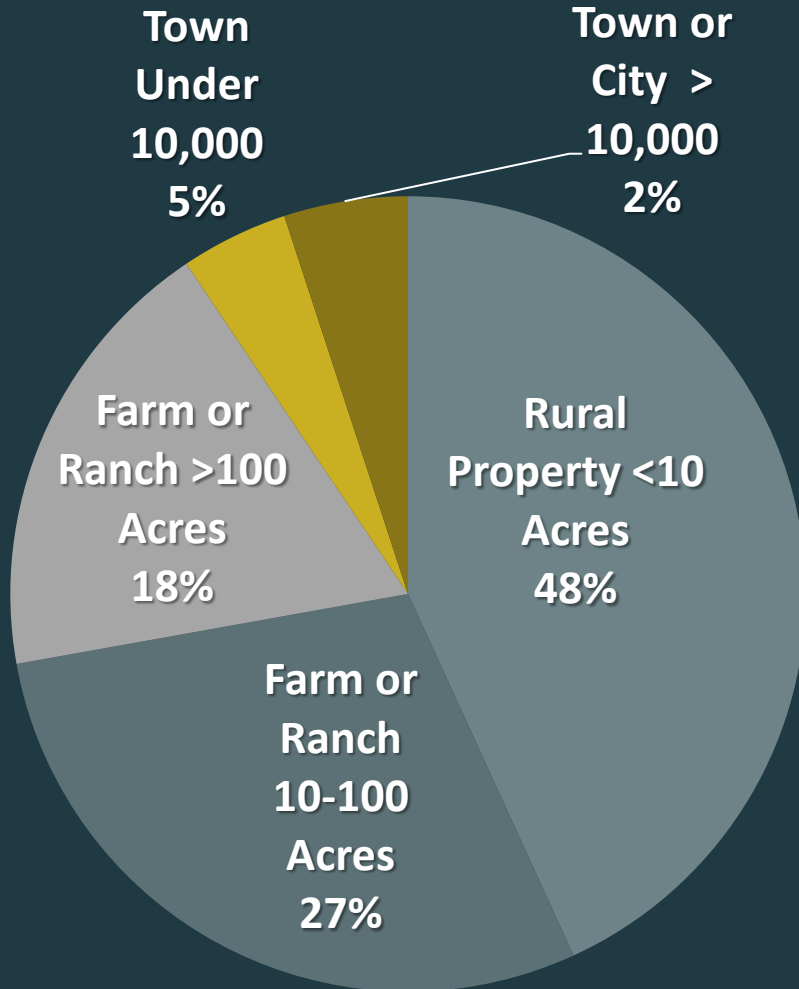 Town
Under
10,000
5%
Town or
City  >
10,000
2%
Farm or
Ranch >100
Acres
18%
Rural
Property <10
Acres
48%
Farm or
Ranch
10-100
Acres
27%